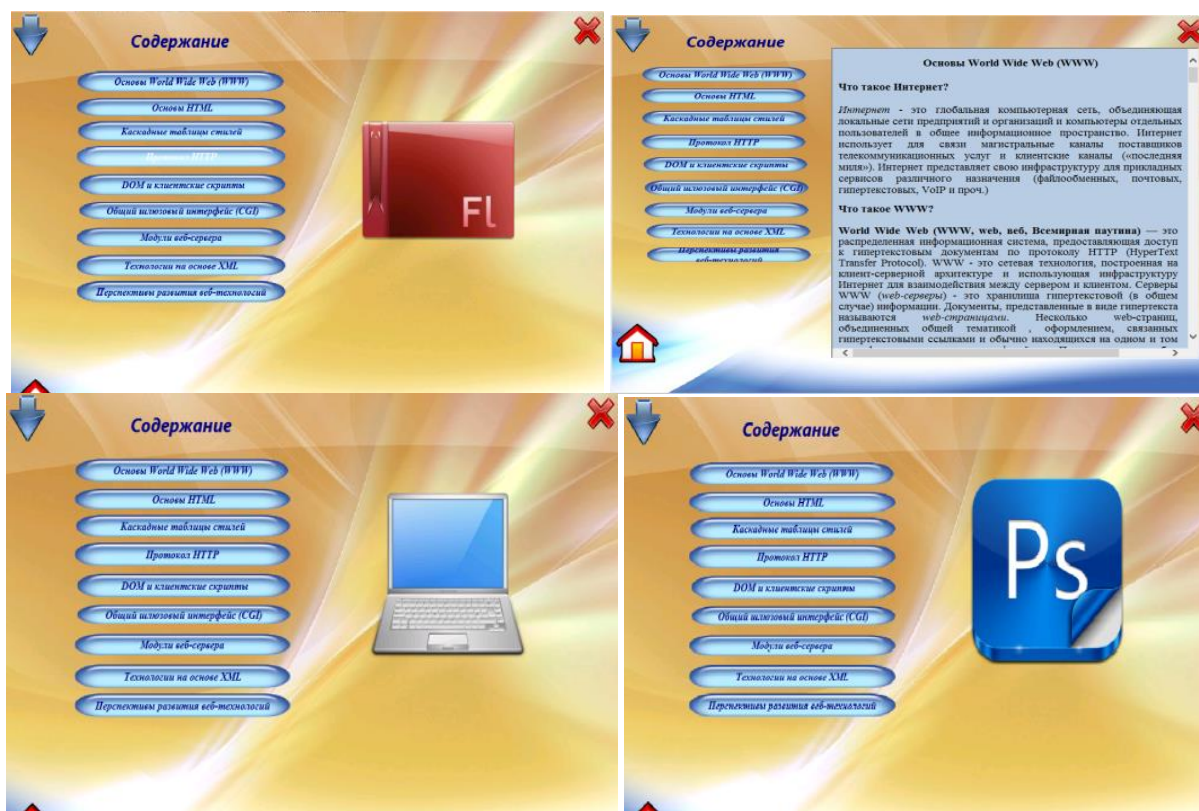 Содержание
Основы World Wide Web (WWW)
Основы HTML
Каскадные таблицы стилей
Протокол HTTP
DOM и клиентские скрипты
Общий шлюзовый интерфейс (CGI)
Модули веб-сервера
Технологии на основе XML
Перспективы развития веб-технологий
Fl
Содержание
Основы World Wide Web (WWW)
Основы HTML
Каскадные таблицы стилей
Протокол HTTP
DOM и клиентские скрипты
Общий шлюзовый интерфейс (CGI)
Модули веб-сервера
Технологии на основе XML
Перспективы развития
веб-технологий
Основы World Wide Web (WWW)
Что такое Интернет?
Интернет - это глобальная компьютерная сеть, объединяющая
локальные сети предприятий и организаций и компьютеры отдельных
пользователей в общее информационное пространство. Интернет
использует для связи магистральные каналы поставщиков
телекоммуникационных услуг и клиентские каналы («последняя
миля»). Интернет представляет свою инфраструктуру для прикладных
сервисов различного назначения (файлообменных, почтовых,
гипертекстовых, VoIP и проч.)
Что такое WWW?
World Wide Web (WWW, web, веб, Всемирная паутина) — это
распределенная информационная система, предоставляющая доступ
к гипертекстовым документам по протоколу HTTP (HyperText
Transfer Protocol). WWW - это сетевая технология, построенная на
клиент-серверной архитектуре и использующая инфраструктуру
Интернет для взаимодействия между сервером и клиентом. Серверы
WWW (web-серверы) - это хранилища гипертекстовой (в общем
случае) информации. Документы, представленные в виде гипертекста
называются web-страницами. Несколько web-страниц,
объединенных общей тематикой , оформлением, связанных
гипертекстовыми ссылками и обычно находящихся на одном и том
Содержание
Основы World Wide Web (WWW)
Основы HTML
Каскадные таблицы стилей
Протокол HTTP
DOM и клиентские скрипты
Общий шлюзовый интерфейс (CGI)
Модули веб-сервера
Технологии на основе XML
Перспективы развития веб-технологий
Содержание
Основы World Wide Web (WWW)
Основы HTML
Каскадные таблицы стилей
Протокол HTTP
DOM и клиентские скрипты
Общий шлюзовый интерфейс (CGI)
Модули веб-сервера
Технологии на основе XML
Перспективы развития веб-технологий
Ps